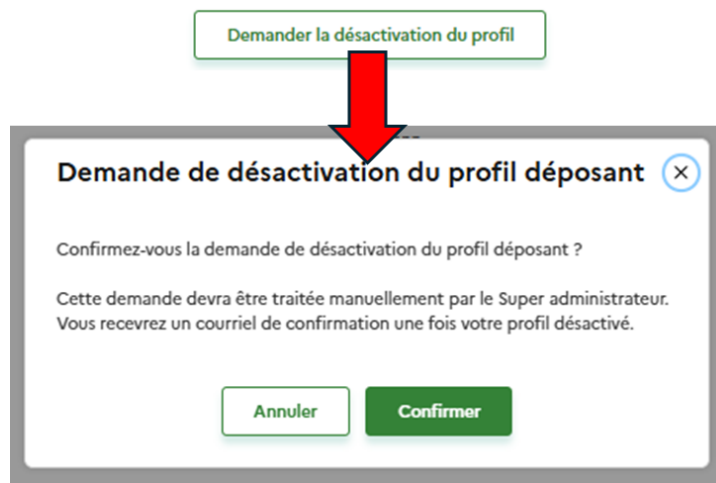 Demander la désactivation du profil
Demande de désactivation du profil déposant
Confirmez-vous la demande de désactivation du profil déposant ?
Cette demande devra être traitée manuellement par le Super administrateur.
Vous recevrez un courriel de confirmation une fois votre profil désactivé.
Annuler
Confirmer